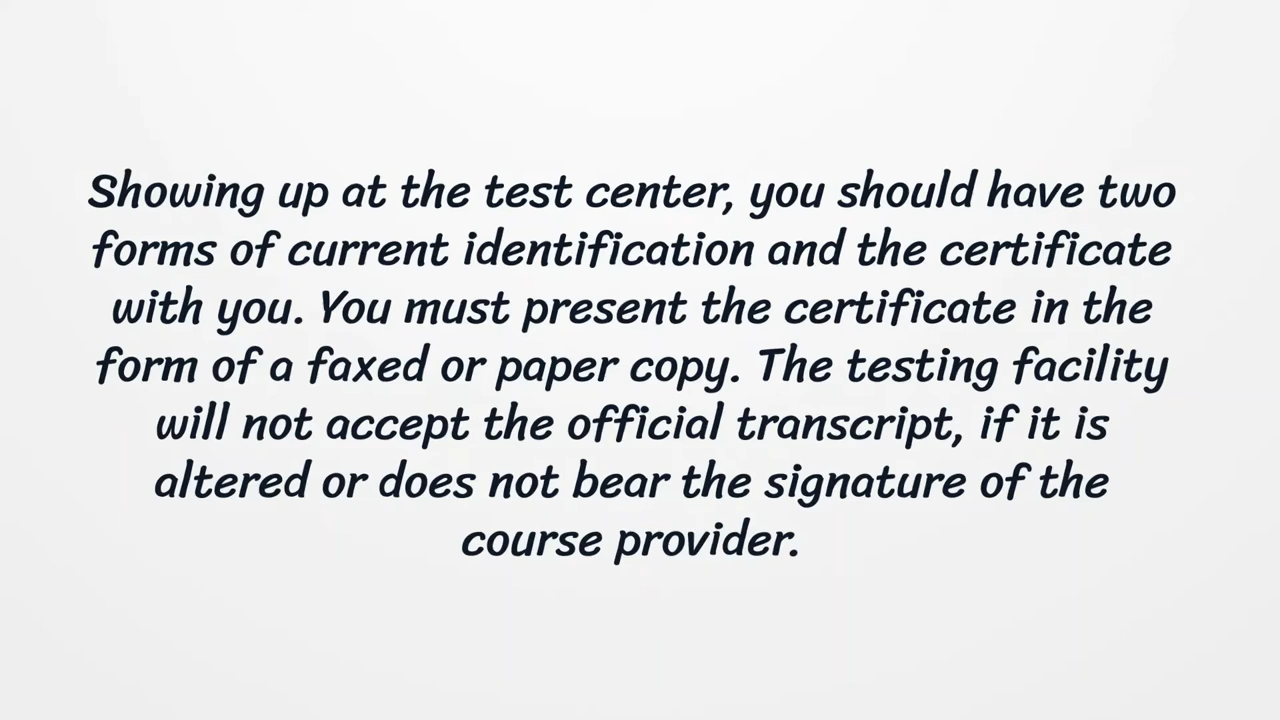 Showing up at the test center, you should have two
forms of current identification and the certificate
with you. You must present the certificate in the
form of a faxed or paper copy. The testing facility
will not accept the official transcript, if it is
altered or does not bear the signature of the
course provider.